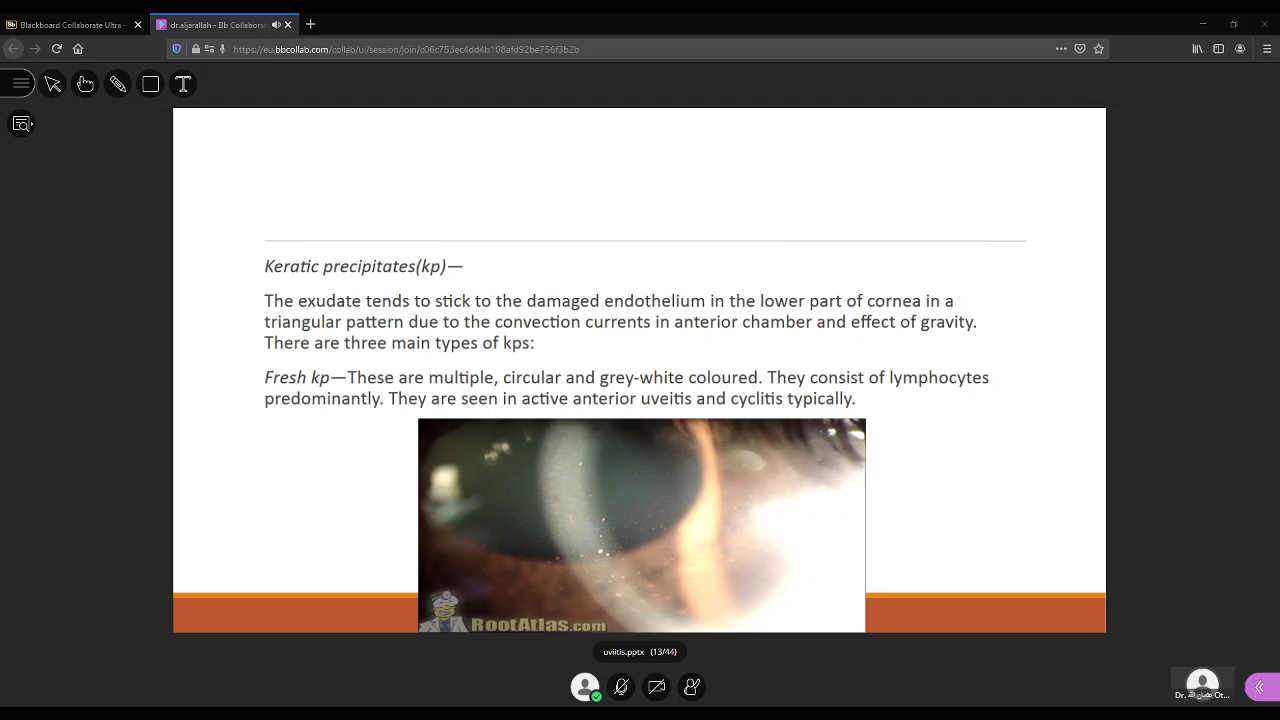 Blackboard Collaborate Ultra –
dr.aljarallah - Bb Collaborat
https://eu.bbcollab.com/collab/ui/session/join/c06c753ec4dd4b108afd92be756f3b2b
Keratic precipitates(kp)—
The exudate tends to stick to the damaged endothelium in the lower part of cornea in a
triangular pattern due to the convection currents in anterior chamber and effect of gravity.
There are three main types of kps:
Fresh kp—These are multiple, circular and grey-white coloured. They consist of lymphocytes
predominantly. They are seen in active anterior uveitis and cyclitis typically.
RootAtlas.com
uviitis.pptx (13/44)